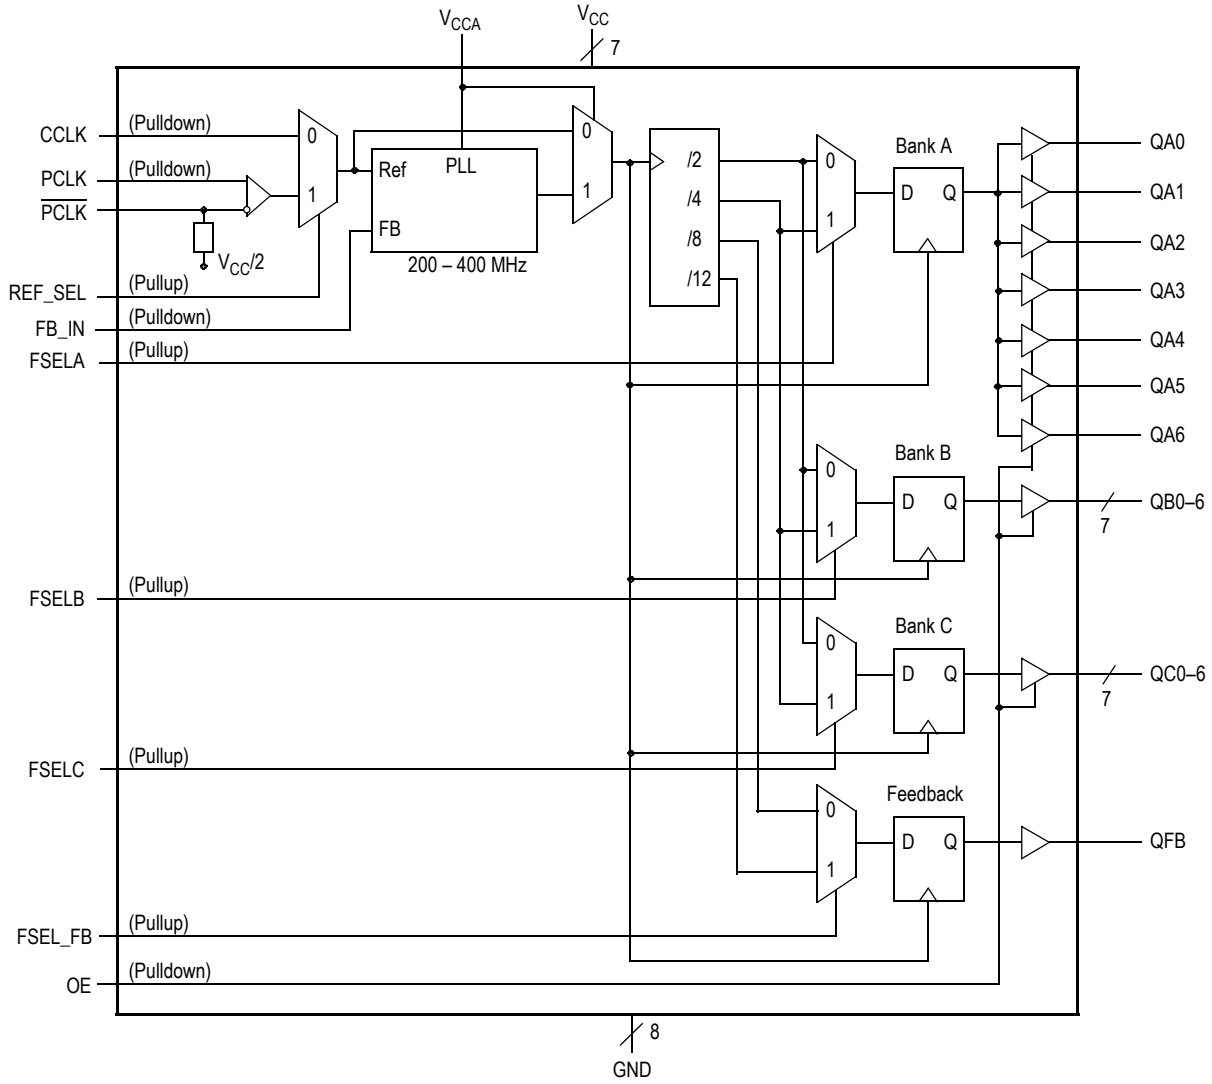 VCCA
VCC
7
CCLK
(Pulldown)
0
1
PCLK
(Pulldown)
PCLK
VCC/2
REF_SEL
(Pullup)
FB_IN
(Pulldown)
FSELA
(Pullup)
Ref
PLL
FB
200 – 400 MHz
0
1
/2
/4
/8
/12
0
1
Bank A
D Q
QA0
QA1
QA2
QA3
QA4
QA5
QA6
Bank B
0
1
D Q
QB0–6
7
FSELB
(Pullup)
Bank C
0
1
D Q
QC0–6
7
FSELC
(Pullup)
Feedback
0
1
D Q
QFB
FSEL_FB
(Pullup)
OE
(Pulldown)
8
GND